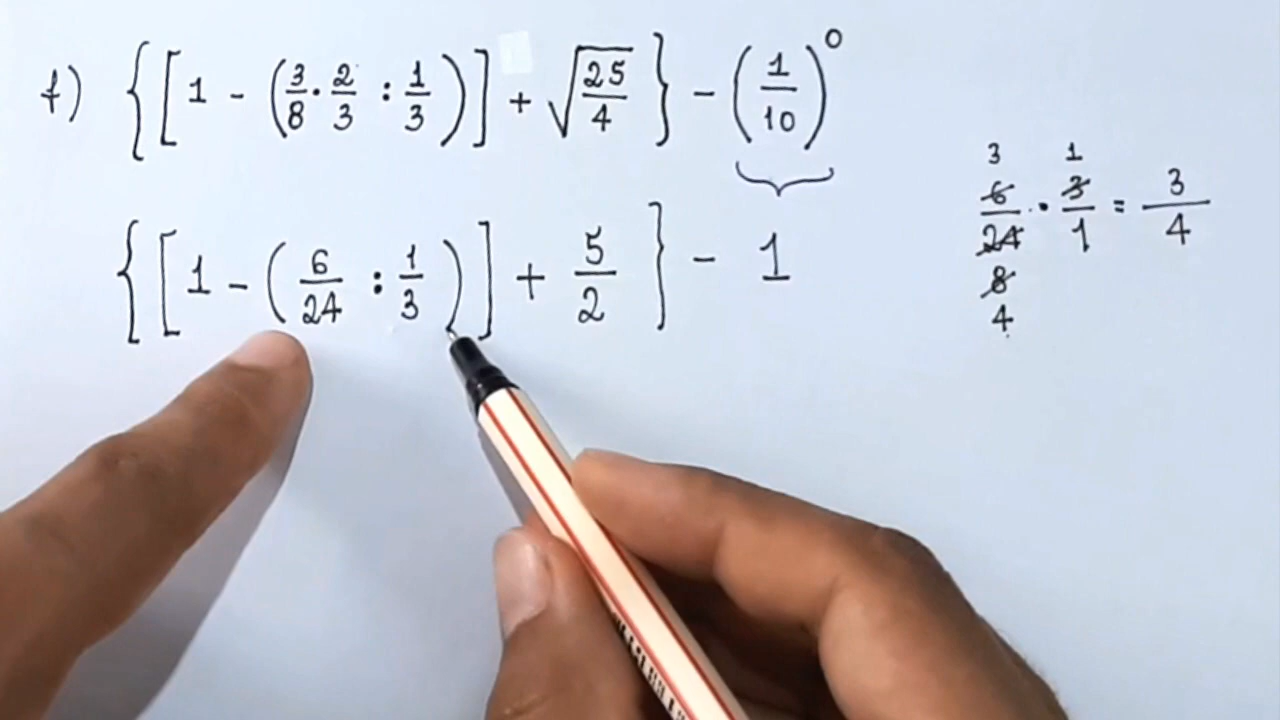 f) { [ 1 - ( 3/8 · 2/3 : 1/3 ) ] + √(25/4) } - ( 1/10 )^0
{ [ 1 - ( 6/24 : 1/3 ) ] + 5/2 } - 1
3 1
6/24 · 3/1 = 3/4
8
4